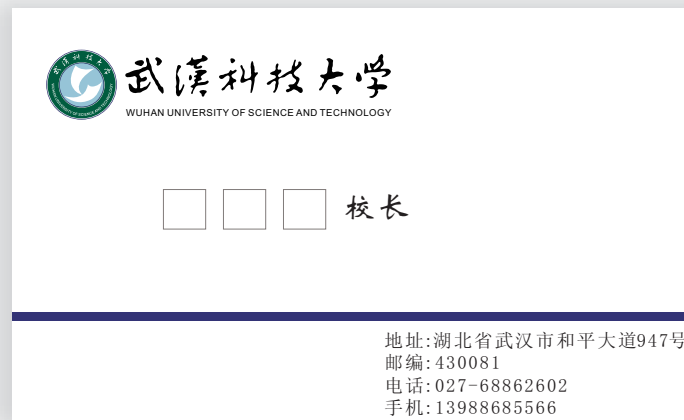 武漢科技大学
WUHAN UNIVERSITY OF SCIENCE AND TECHNOLOGY
校长
地址:湖北省武汉市和平大道947号
邮编:430081
电话:027-68862602
手机:13988685566